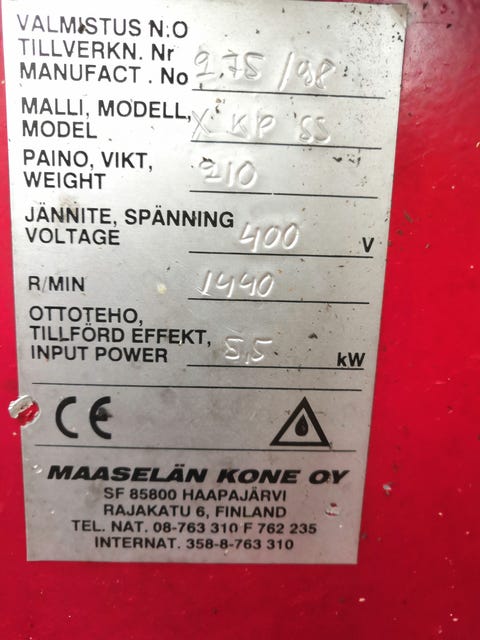 VALMISTUS N.O
TILLVERKN. Nr
MANUFACT . No 275/98
MALLI, MODELL,
MODEL X KP 55
PAINO, VIKT,
WEIGHT 210
JÄNNITE, SPÄNNING
VOLTAGE 400 V
R/MIN 1440
OTTOTEHO,
TILLFÖRD EFFEKT,
INPUT POWER 5,5 kW
CE
MAASELÄN KONE OY
SF 85800 HAAPAJÄRVI
RAJAKATU 6, FINLAND
TEL. NAT. 08-763 310 F 762 235
INTERNAT. 358-8-763 310